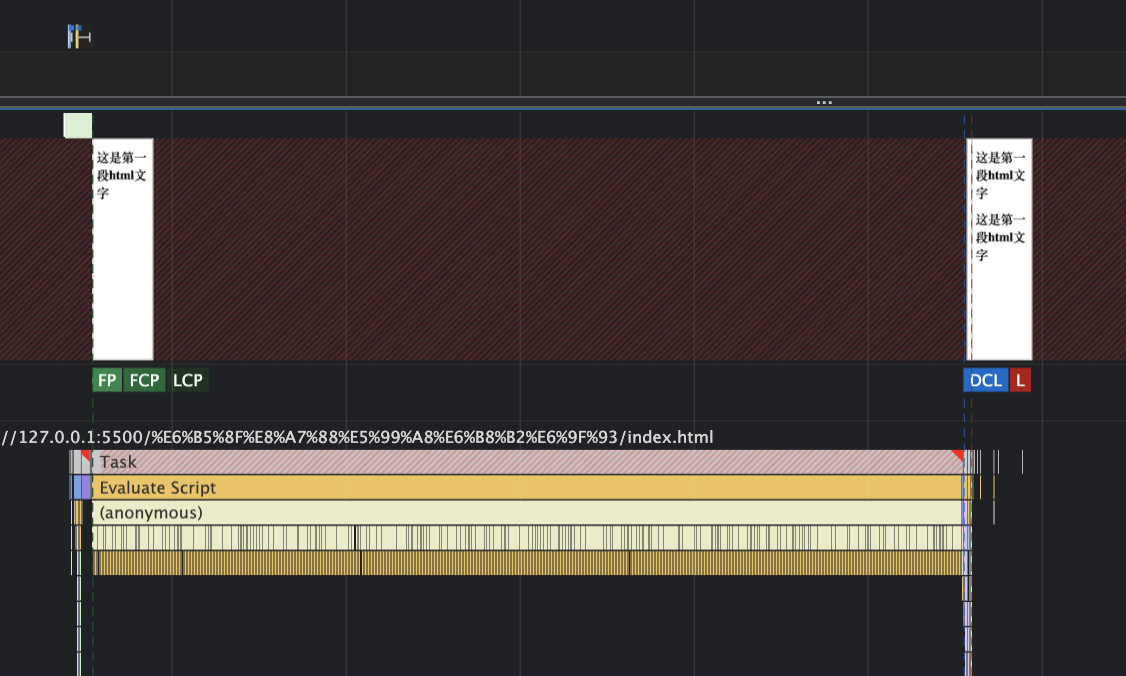 ...
这是第一
段html文
字
这是第一
段html文
字
这是第一
段html文
字
FP FCP LCP DCL L
//127.0.0.1:5500/%E6%B5%8F%E8%A7%88%E5%99%A8%E6%B8%B2%E6%9F%93/index.html
Task
Evaluate Script
(anonymous)